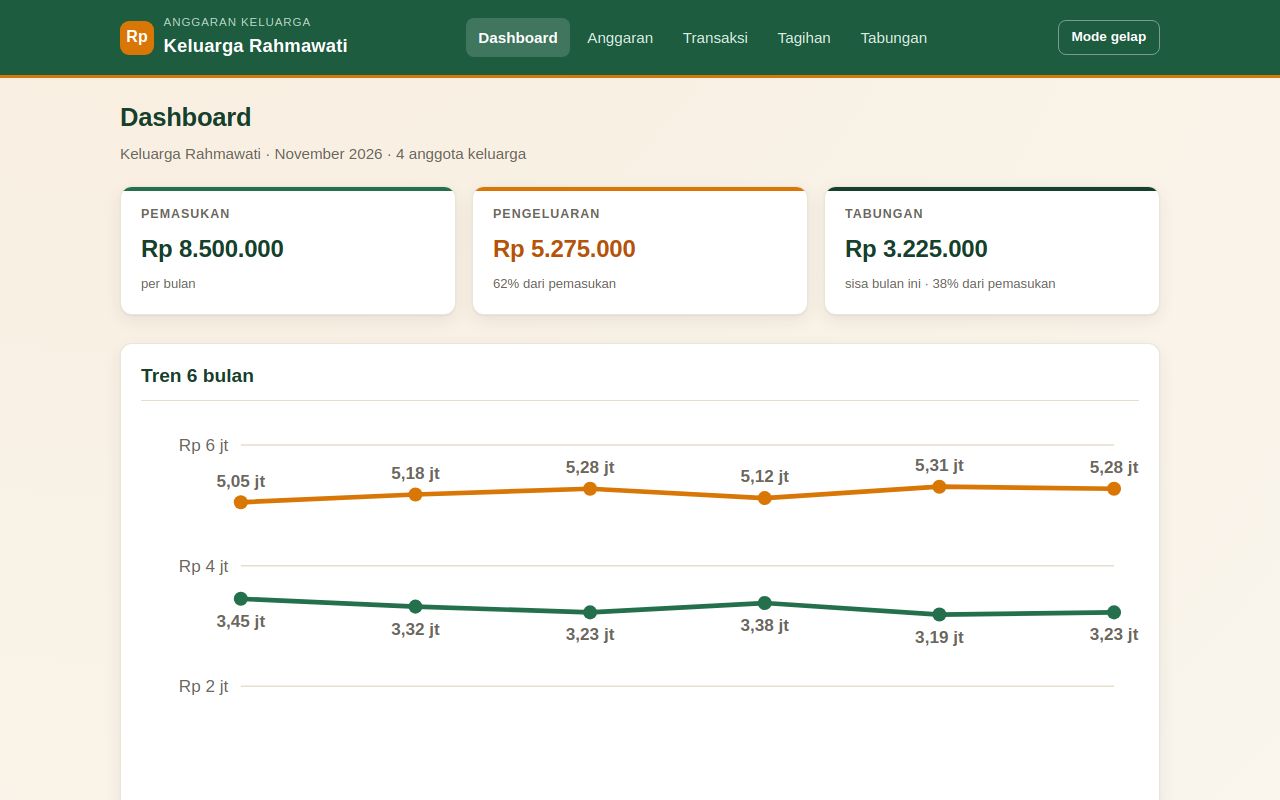 Rp
ANGGARAN KELUARGA
Keluarga Rahmawati
Dashboard
Anggaran
Transaksi
Tagihan
Tabungan
Mode gelap
Dashboard
Keluarga Rahmawati · November 2026 · 4 anggota keluarga
PEMASUKAN
Rp 8.500.000
per bulan
PENGELUARAN
Rp 5.275.000
62% dari pemasukan
TABUNGAN
Rp 3.225.000
sisa bulan ini · 38% dari pemasukan
Tren 6 bulan
Rp 6 jt
5,05 jt
5,18 jt
5,28 jt
5,12 jt
5,31 jt
5,28 jt
Rp 4 jt
3,45 jt
3,32 jt
3,23 jt
3,38 jt
3,19 jt
3,23 jt
Rp 2 jt